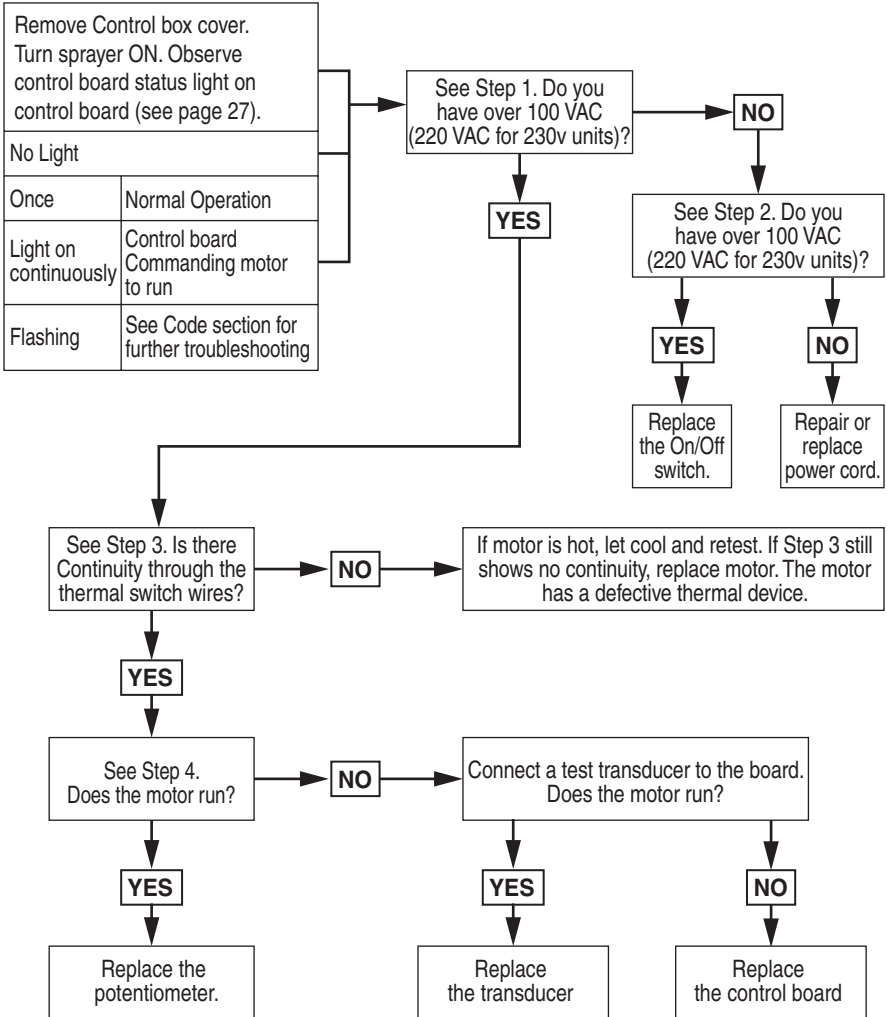 Remove Control box cover.
Turn sprayer ON. Observe
control board status light on
control board (see page 27).
No Light
Once
Normal Operation
Light on
continuously
Control board
Commanding motor
to run
Flashing
See Code section for
further troubleshooting
See Step 1. Do you
have over 100 VAC
(220 VAC for 230v units)?
NO
YES
See Step 2. Do you
have over 100 VAC
(220 VAC for 230v units)?
YES
NO
Replace
the On/Off
switch.
Repair or
replace
power cord.
See Step 3. Is there
Continuity through the
thermal switch wires?
NO
If motor is hot, let cool and retest. If Step 3 still
shows no continuity, replace motor. The motor
has a defective thermal device.
YES
See Step 4.
Does the motor run?
NO
Connect a test transducer to the board.
Does the motor run?
YES
YES
NO
Replace the
potentiometer.
Replace
the transducer
Replace
the control board